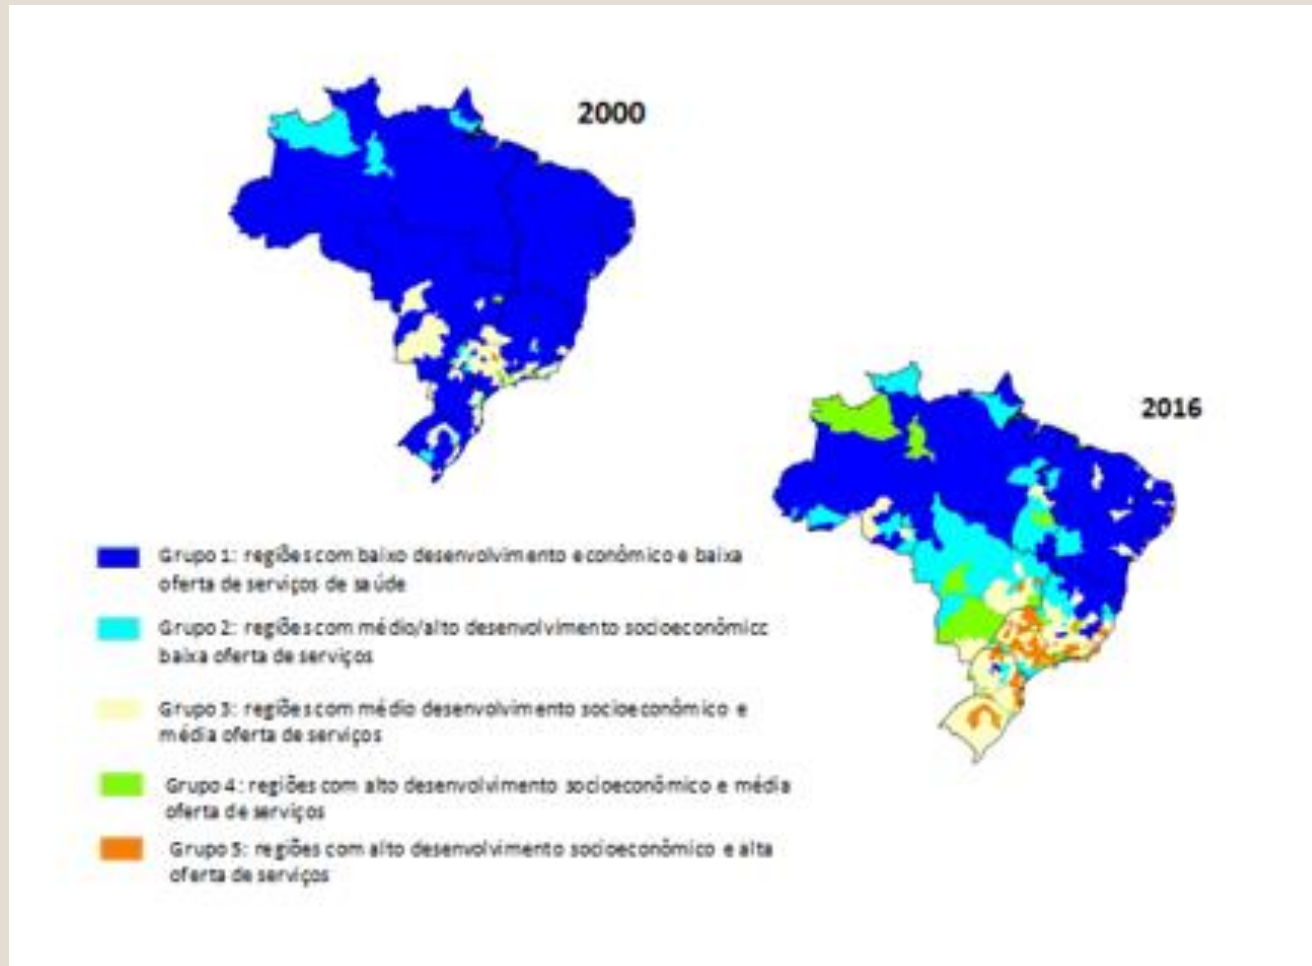 2000
2016
Grupo 1: regiões com baixo desenvolvimento econômico e baixa
oferta de serviços de saúde
Grupo 2: regiões com médio/alto desenvolvimento socioeconômicc
baixa oferta de serviços
Grupo 3: regiões com médio desenvolvimento socioeconômico e
média oferta de serviços
Grupo 4: regiões com alto desenvolvimento socioeconômico e média
oferta de serviços
Grupo 5: regiões com alto desenvolvimento socioeconômico e alta
oferta de serviços